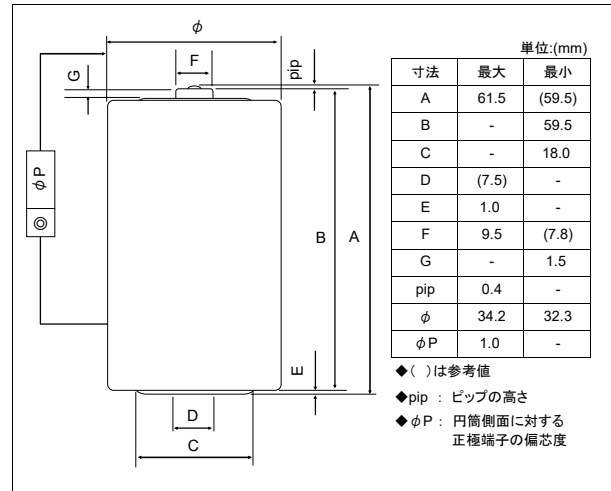 φ
F
G
pip
φP
◎
B
A
E
D
C
単位:(mm)
寸法 最大 最小
A 61.5 (59.5)
B - 59.5
C - 18.0
D (7.5) -
E 1.0 -
F 9.5 (7.8)
G - 1.5
pip 0.4 -
φ 34.2 32.3
φP 1.0 -
◆( )は参考値
◆pip : ピップの高さ
◆φP : 円筒側面に対する
正極端子の偏芯度